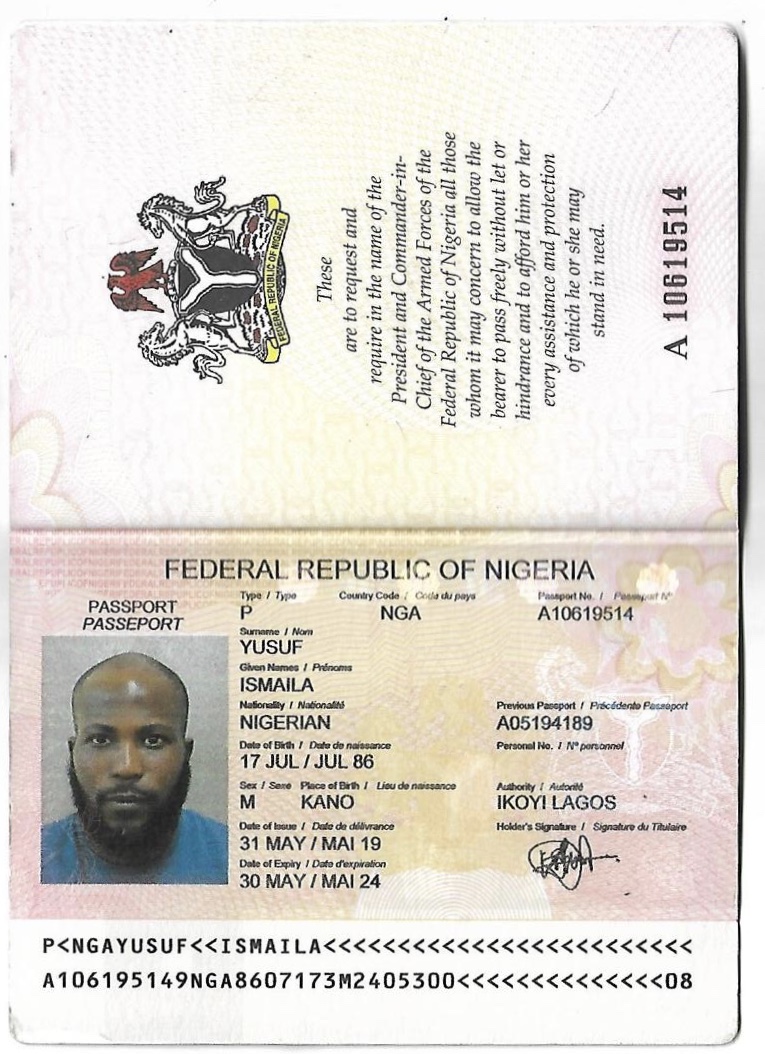 FEDERAL REPUBLIC OF NIGERIA
These
are to request and
require in the name of the
President and Commander-in-
Chief of the Armed Forces of the
Federal Republic of Nigeria all those
whom it may concern to allow the
bearer to pass freely without let or
hindrance and to afford him or her
every assistance and protection
of which he or she may
stand in need.
A 10619514
FEDERAL REPUBLIC OF NIGERIA
PASSPORT
PASSEPORT
Type / Type Country Code / Code du pays Passport No. / Passeport N°
P NGA A10619514
Surname / Nom
YUSUF
Given Names / Prénoms
ISMAILA
Nationality / Nationalité Previous Passport / Précédente Passeport
NIGERIAN A05194189
Date of Birth / Date de naissance Personal No. / N° personnel
17 JUL / JUL 86
Sex / Sexe Place of Birth / Lieu de naissance Authority / Autorité
M KANO IKOYI LAGOS
Date of Issue / Date de délivrance Holder's Signature / Signature du Titulaire
31 MAY / MAI 19
Date of Expiry / Date d'expiration
30 MAY / MAI 24
P<NGAYUSUF<<ISMAILA<<<<<<<<<<<<<<<<<<<<<<<<<
A106195149NGA8607173M2405300<<<<<<<<<<<<<<08